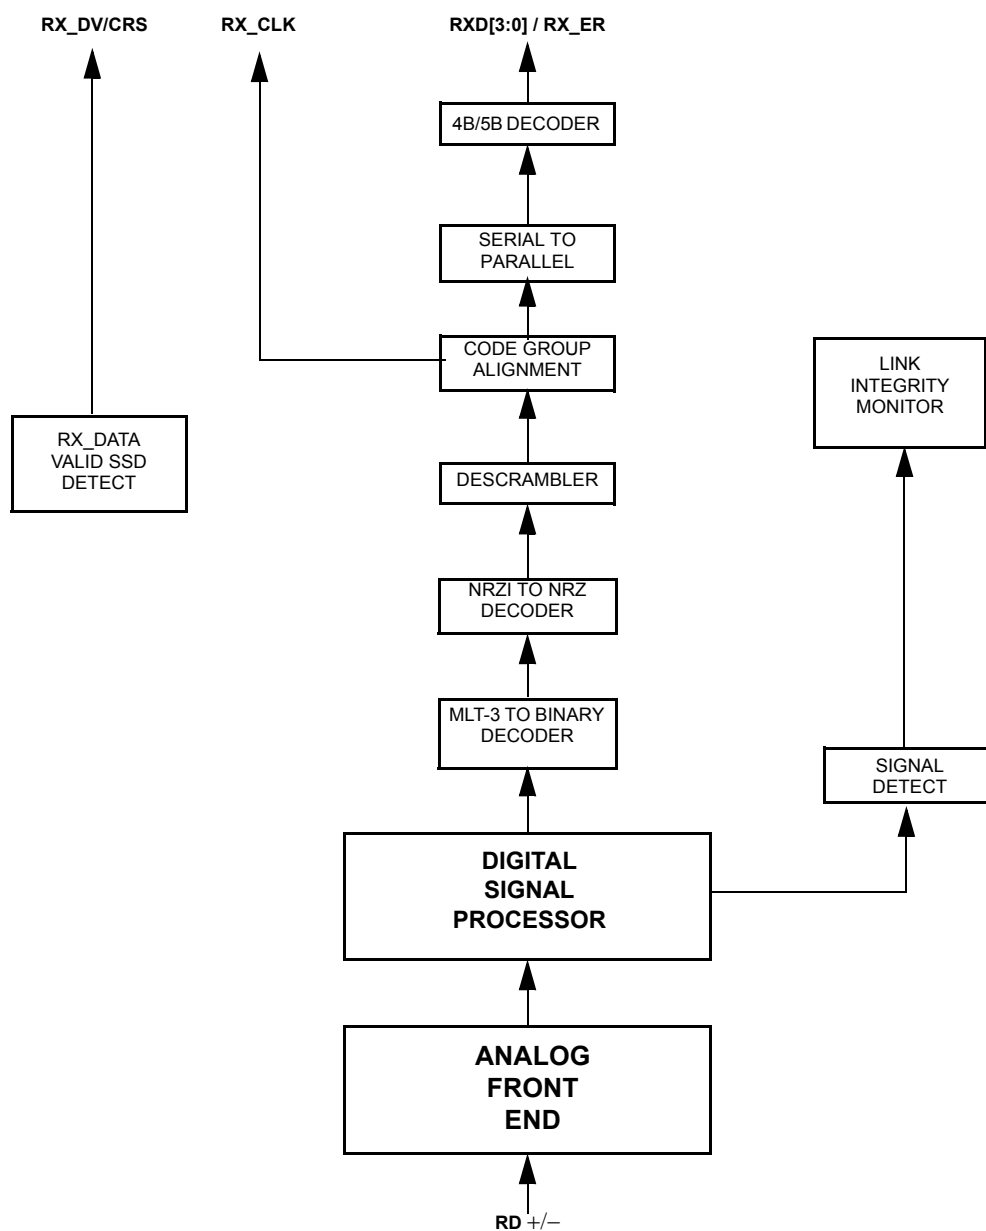 RX_DV/CRS
RX_CLK
RXD[3:0] / RX_ER
4B/5B DECODER
SERIAL TO
PARALLEL
CODE GROUP
ALIGNMENT
LINK
INTEGRITY
MONITOR
RX_DATA
VALID SSD
DETECT
DESCRAMBLER
NRZI TO NRZ
DECODER
MLT-3 TO BINARY
DECODER
SIGNAL
DETECT
DIGITAL
SIGNAL
PROCESSOR
ANALOG
FRONT
END
RD +/−